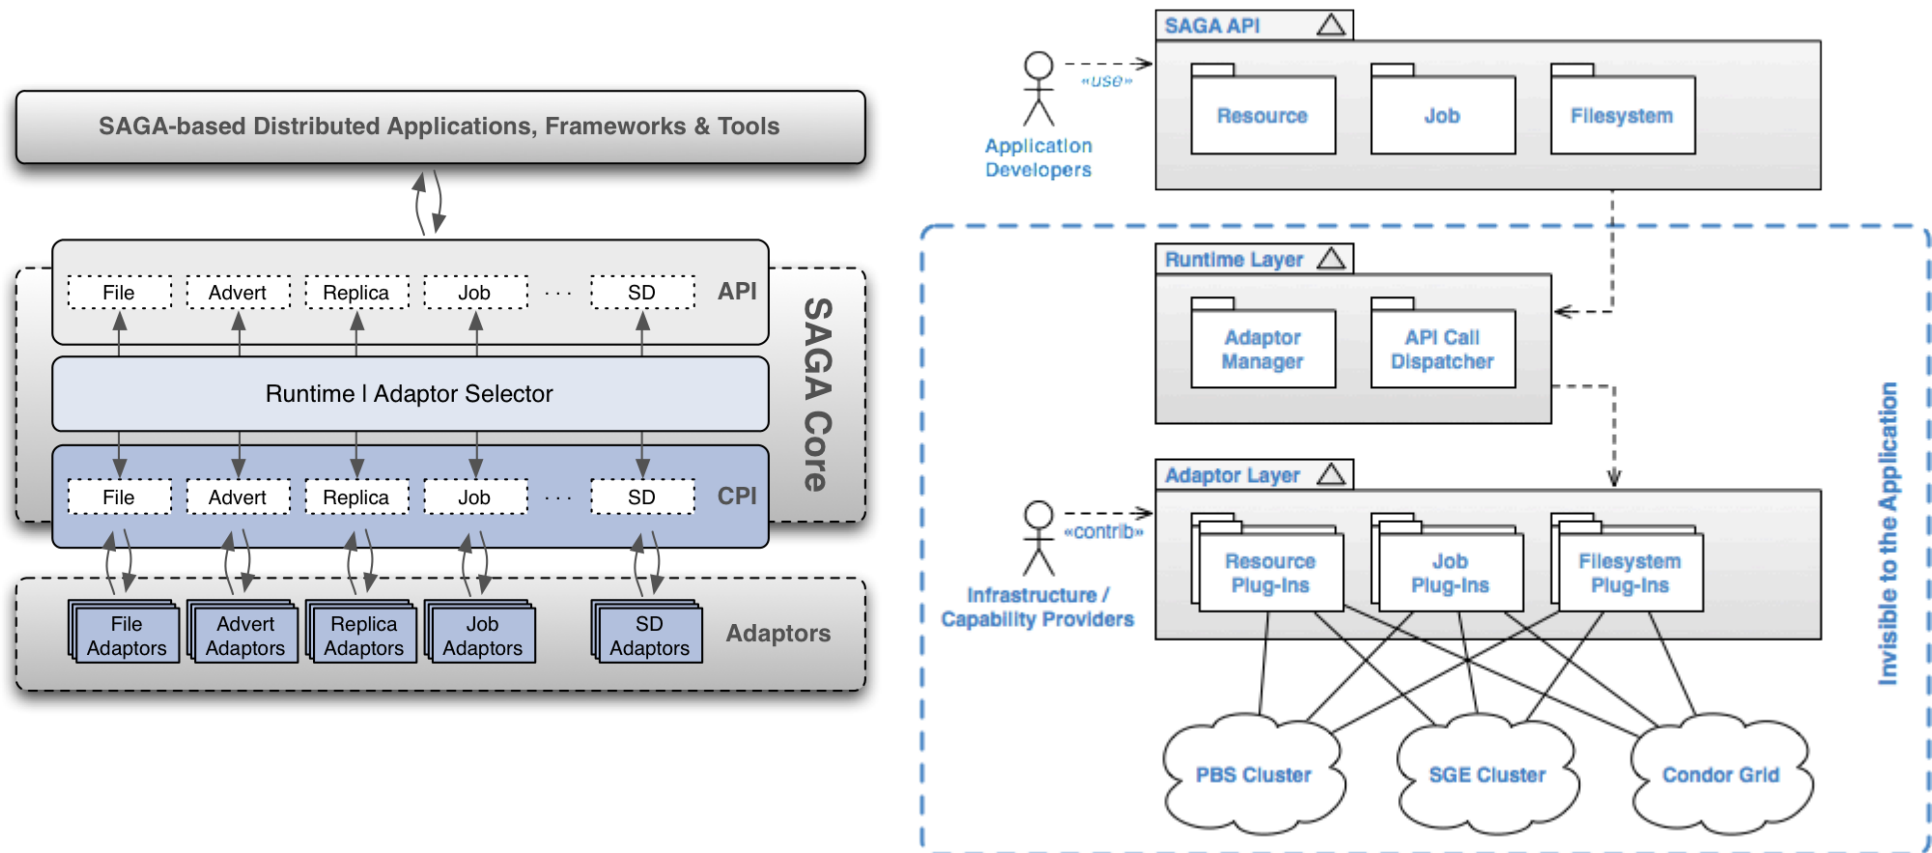 SAGA-based Distributed Applications, Frameworks & Tools
File
Advert
Replica
Job
...
SD
API
Runtime | Adaptor Selector
File
Advert
Replica
Job
...
SD
CPI
SAGA Core
File
Adaptors
Advert
Adaptors
Replica
Adaptors
Job
Adaptors
SD
Adaptors
Adaptors
SAGA API
«use»
Application
Developers
Resource
Job
Filesystem
Runtime Layer
Adaptor
Manager
API Call
Dispatcher
Adaptor Layer
«contrib»
Infrastructure /
Capability Providers
Resource
Plug-Ins
Job
Plug-Ins
Filesystem
Plug-Ins
PBS Cluster
SGE Cluster
Condor Grid
Invisible to the Application